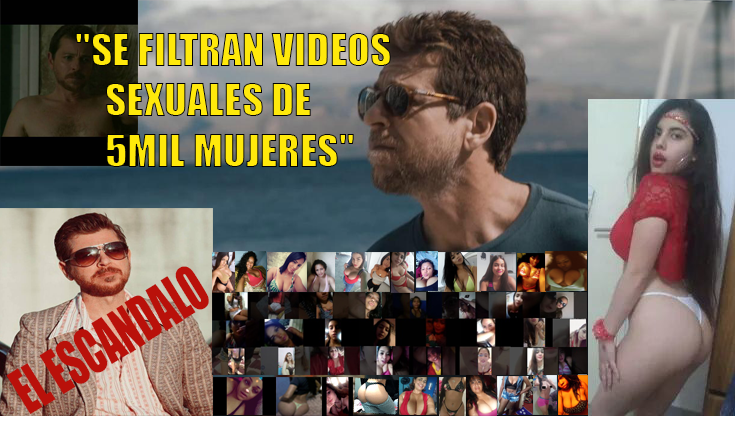 "SE FILTRAN VIDEOS
SEXUALES DE
5MIL MUJERES"
EL ESCANDALO